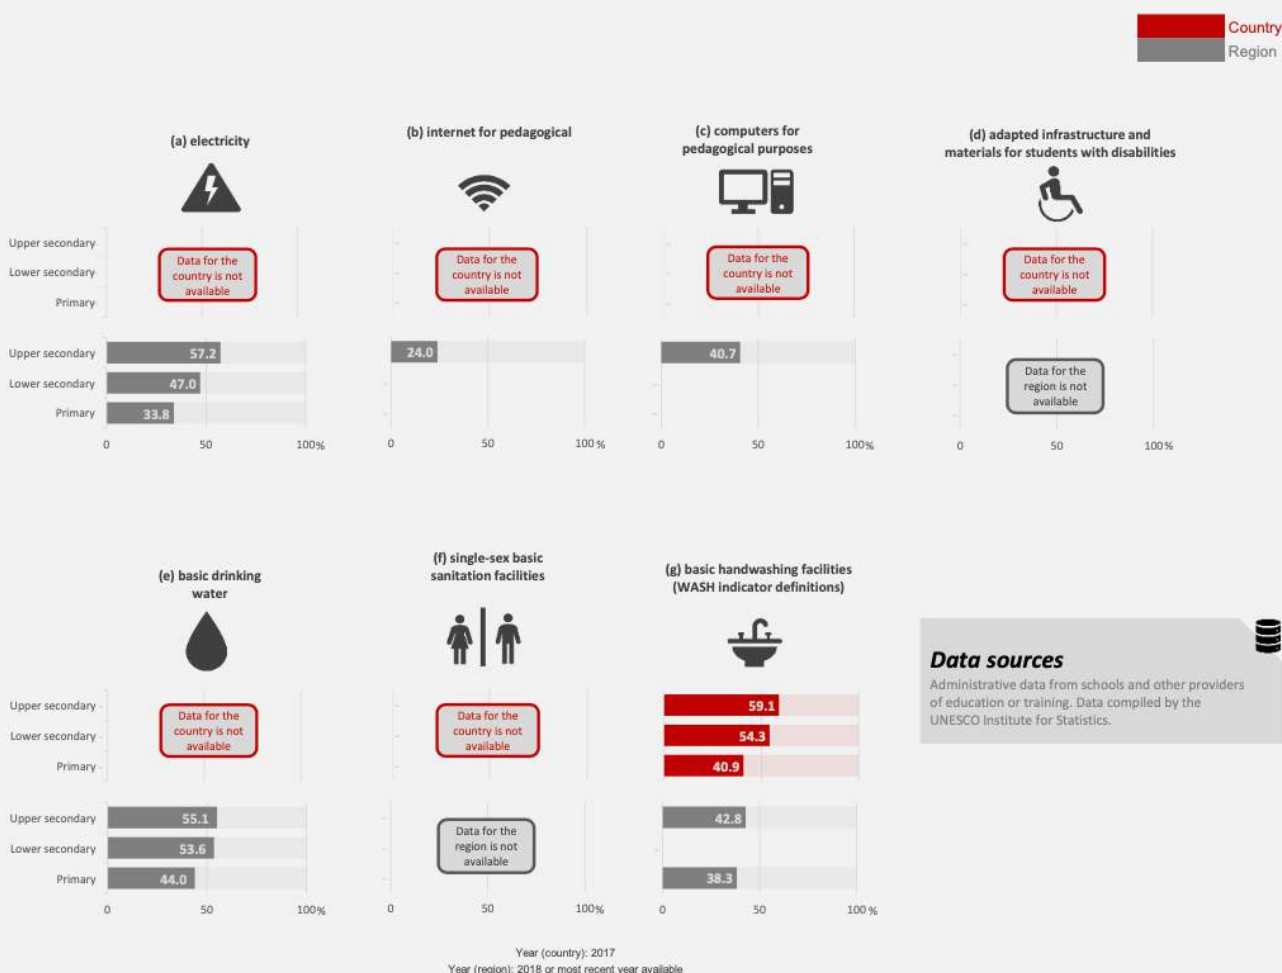 Country
Region
(a) electricity
(b) internet for pedagogical
(c) computers for
pedagogical purposes
(d) adapted infrastructure and
materials for students with disabilities
Upper secondary
Lower secondary
Primary
Data for the
country is not
available
Data for the
country is not
available
Data for the
country is not
available
Data for the
country is not
available
Upper secondary
Lower secondary
Primary
57.2
47.0
33.8
0 50 100%
24.0
0 50 100%
40.7
0 50 100%
Data for the
region is not
available
0 50 100%
(e) basic drinking
water
(f) single-sex basic
sanitation facilities
(g) basic handwashing facilities
(WASH indicator definitions)
Upper secondary
Lower secondary
Primary
Data for the
country is not
available
Data for the
country is not
available
59.1
54.3
40.9
Upper secondary
Lower secondary
Primary
55.1
53.6
44.0
0 50 100%
Data for the
region is not
available
0 50 100%
42.8
38.3
0 50 100 %
Data sources
Administrative data from schools and other providers
of education or training. Data compiled by the
UNESCO Institute for Statistics.
Year (country): 2017
Year (region): 2018 or most recent year available